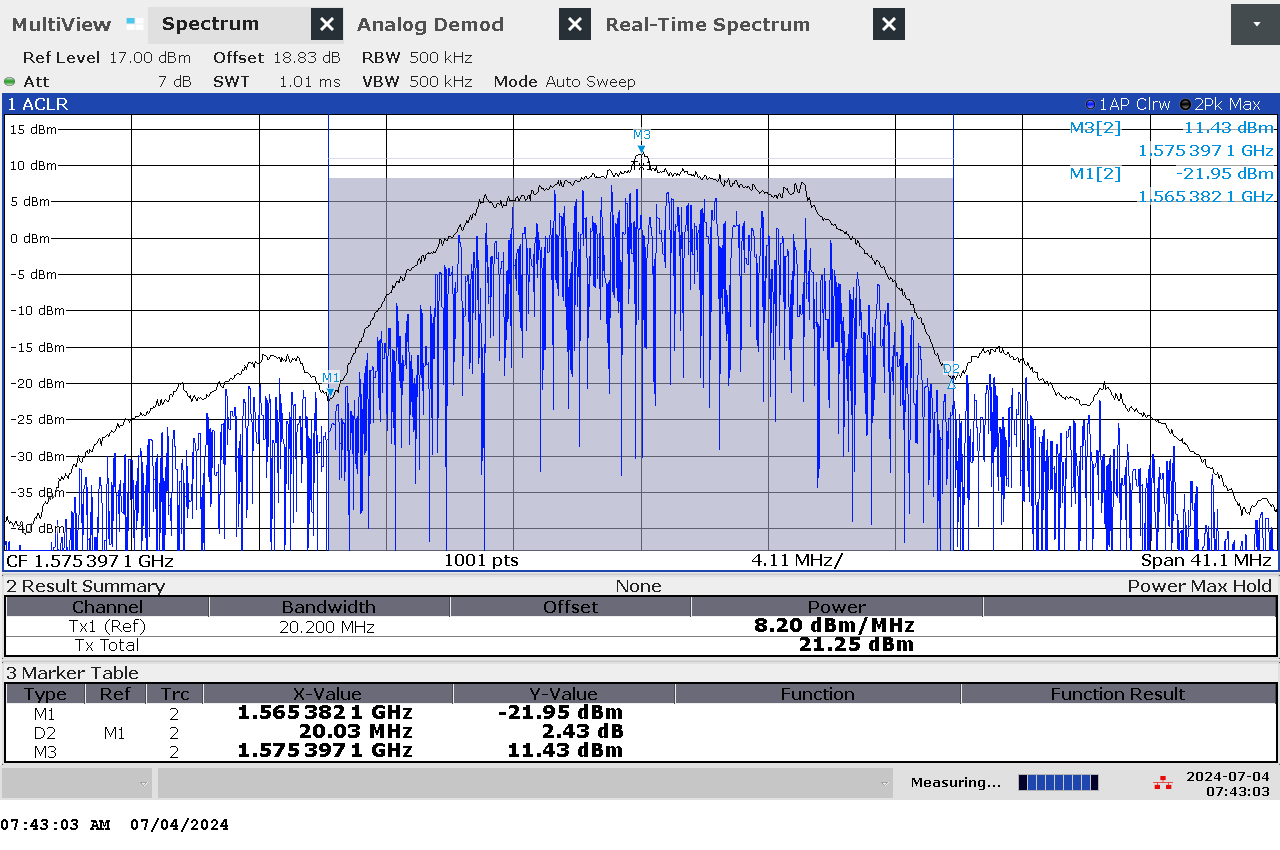 MultiView Spectrum Analog Demod Real-Time Spectrum
Ref Level 17.00 dBm Offset 18.83 dB RBW 500 kHz
Att 7 dB SWT 1.01 ms VBW 500 kHz Mode Auto Sweep
1 ACLR 1AP Clrw 2Pk Max
15 dBm
10 dBm
5 dBm
0 dBm
-5 dBm
-10 dBm
-15 dBm
-20 dBm
-25 dBm
-30 dBm
-35 dBm
-40 dBm
M3
M1
D2
M3[2] 11.43 dBm
1.575 397 1 GHz
M1[2] -21.95 dBm
1.565 382 1 GHz
CF 1.575 397 1 GHz 1001 pts 4.11 MHz/ Span 41.1 MHz
2 Result Summary None Power Max Hold
Channel Bandwidth Offset Power
Tx1 (Ref) 20.200 MHz 8.20 dBm/MHz
Tx Total 21.25 dBm
3 Marker Table
Type Ref Trc X-Value Y-Value Function Function Result
M1 2 1.565 382 1 GHz -21.95 dBm
D2 M1 2 20.03 MHz 2.43 dB
M3 2 1.575 397 1 GHz 11.43 dBm
Measuring... 2024-07-04
07:43:03
07:43:03 AM 07/04/2024